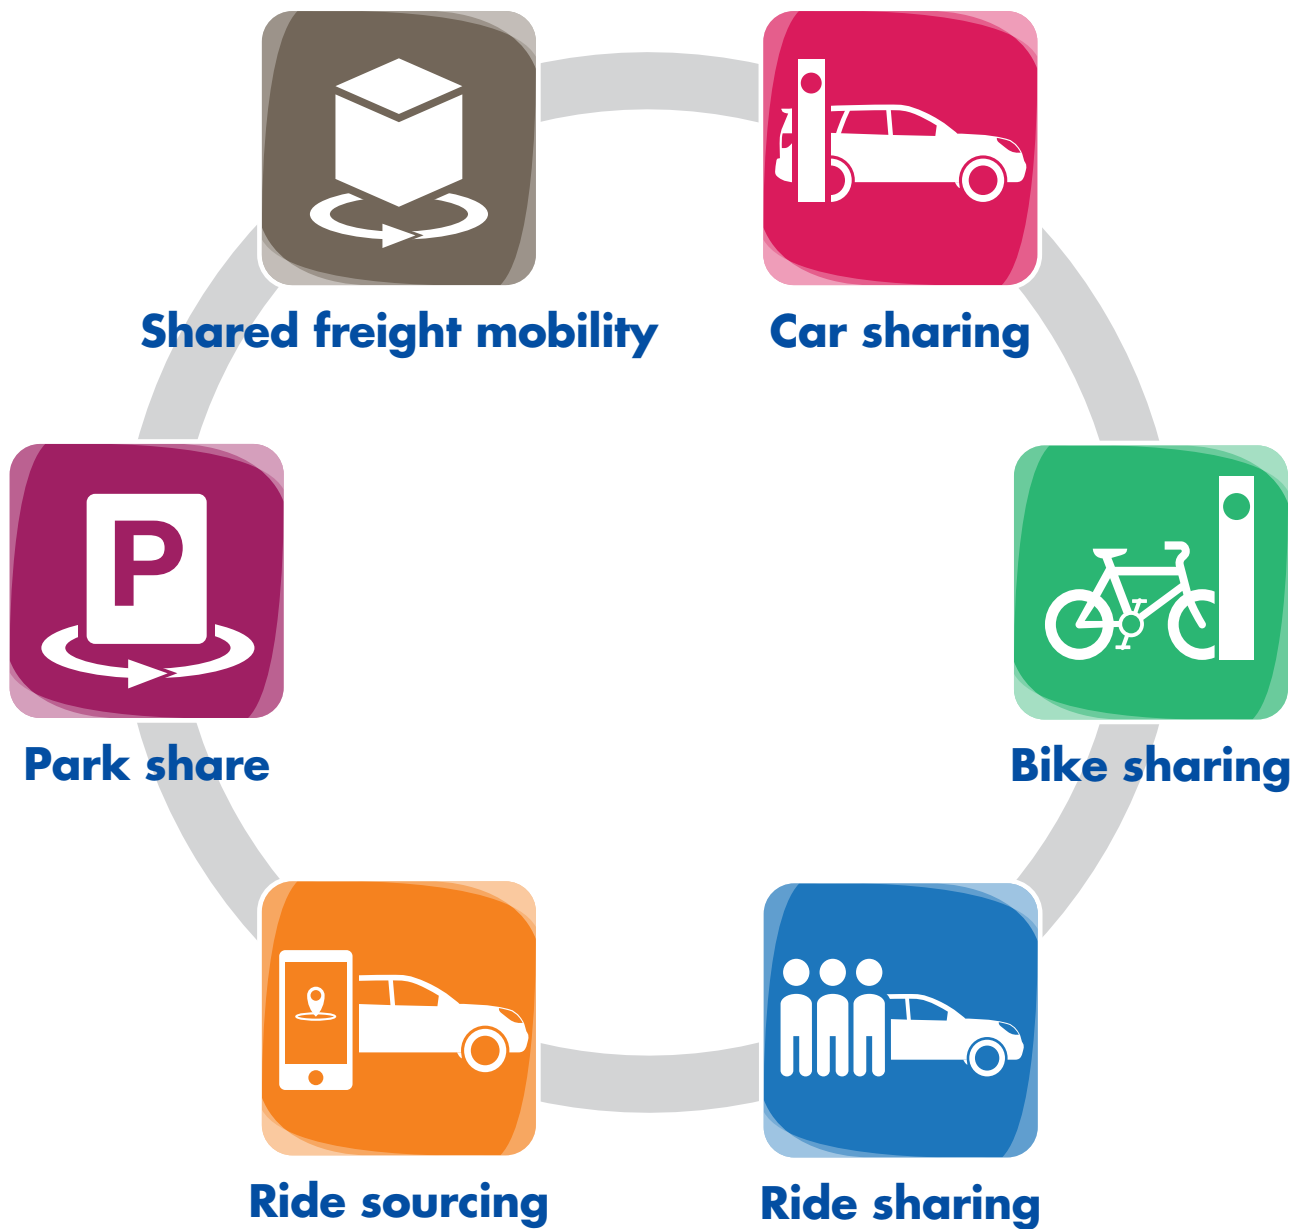 Shared freight mobility
Car sharing
P
Park share
Bike sharing
Ride sourcing
Ride sharing